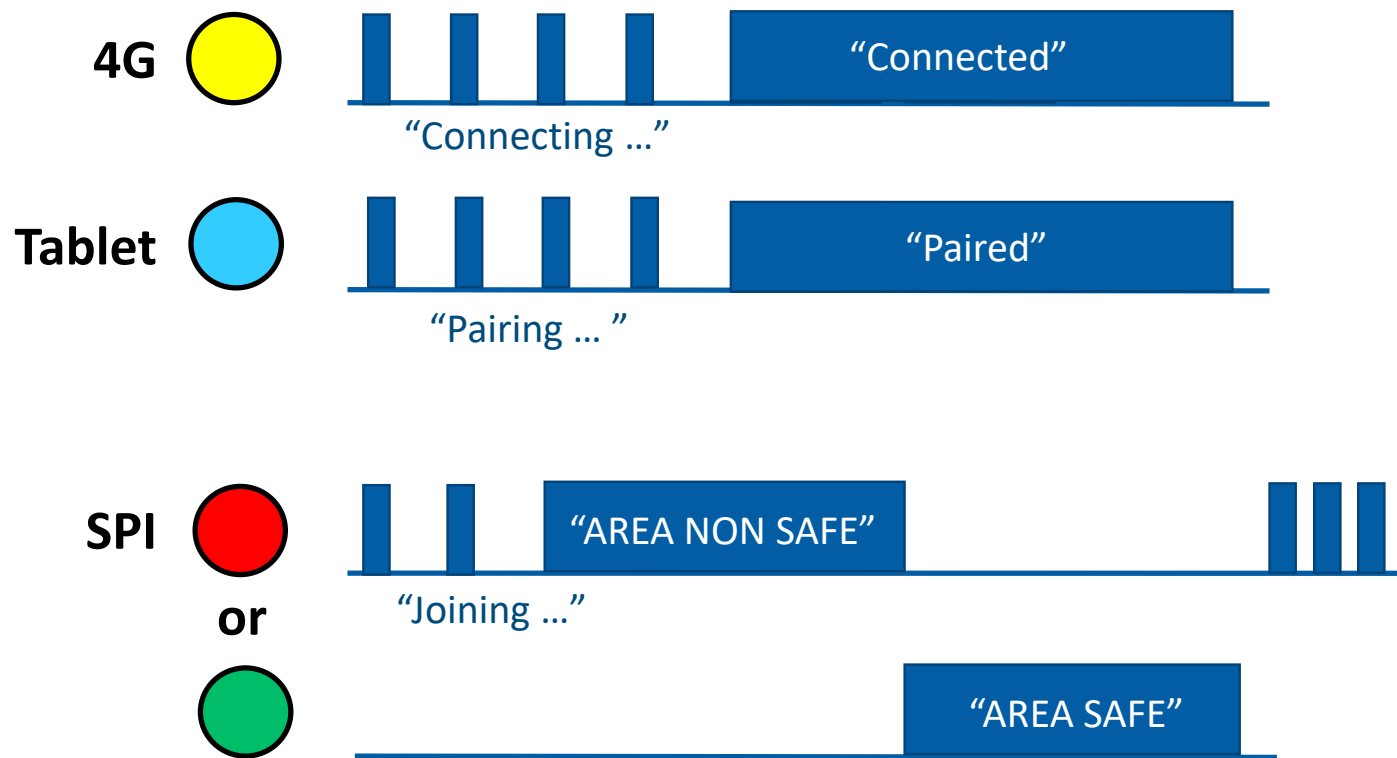 4G
“Connected”
“Connecting …”
Tablet
“Paired”
“Pairing … ”
SPI
“AREA NON SAFE”
“Joining …”
or
“AREA SAFE”